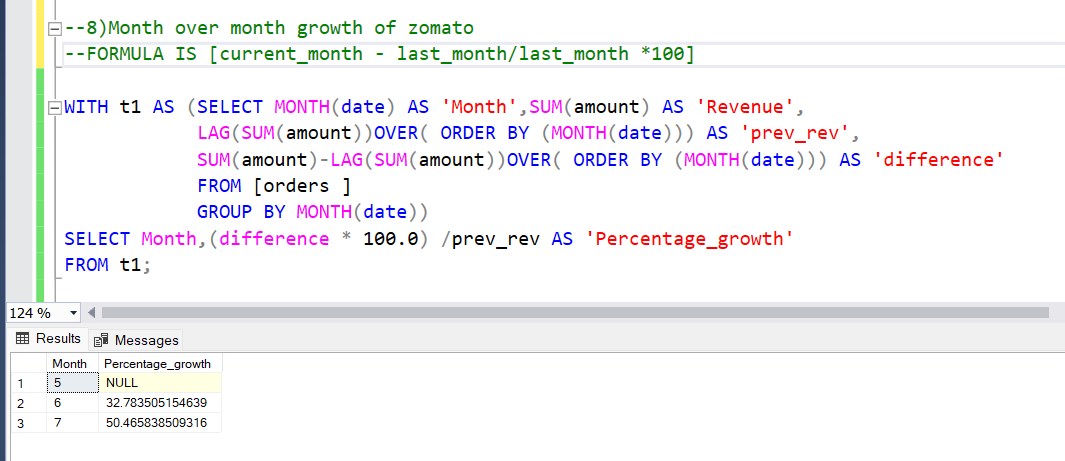 --8)Month over month growth of zomato
--FORMULA IS [current_month - last_month/last_month *100]
WITH t1 AS (SELECT MONTH(date) AS 'Month',SUM(amount) AS 'Revenue',
LAG(SUM(amount))OVER( ORDER BY (MONTH(date))) AS 'prev_rev',
SUM(amount)-LAG(SUM(amount))OVER( ORDER BY (MONTH(date))) AS 'difference'
FROM [orders ]
GROUP BY MONTH(date))
SELECT Month,(difference * 100.0) /prev_rev AS 'Percentage_growth'
FROM t1;
124 %
Results Messages
Month Percentage_growth
1 5 NULL
2 6 32.783505154639
3 7 50.465838509316